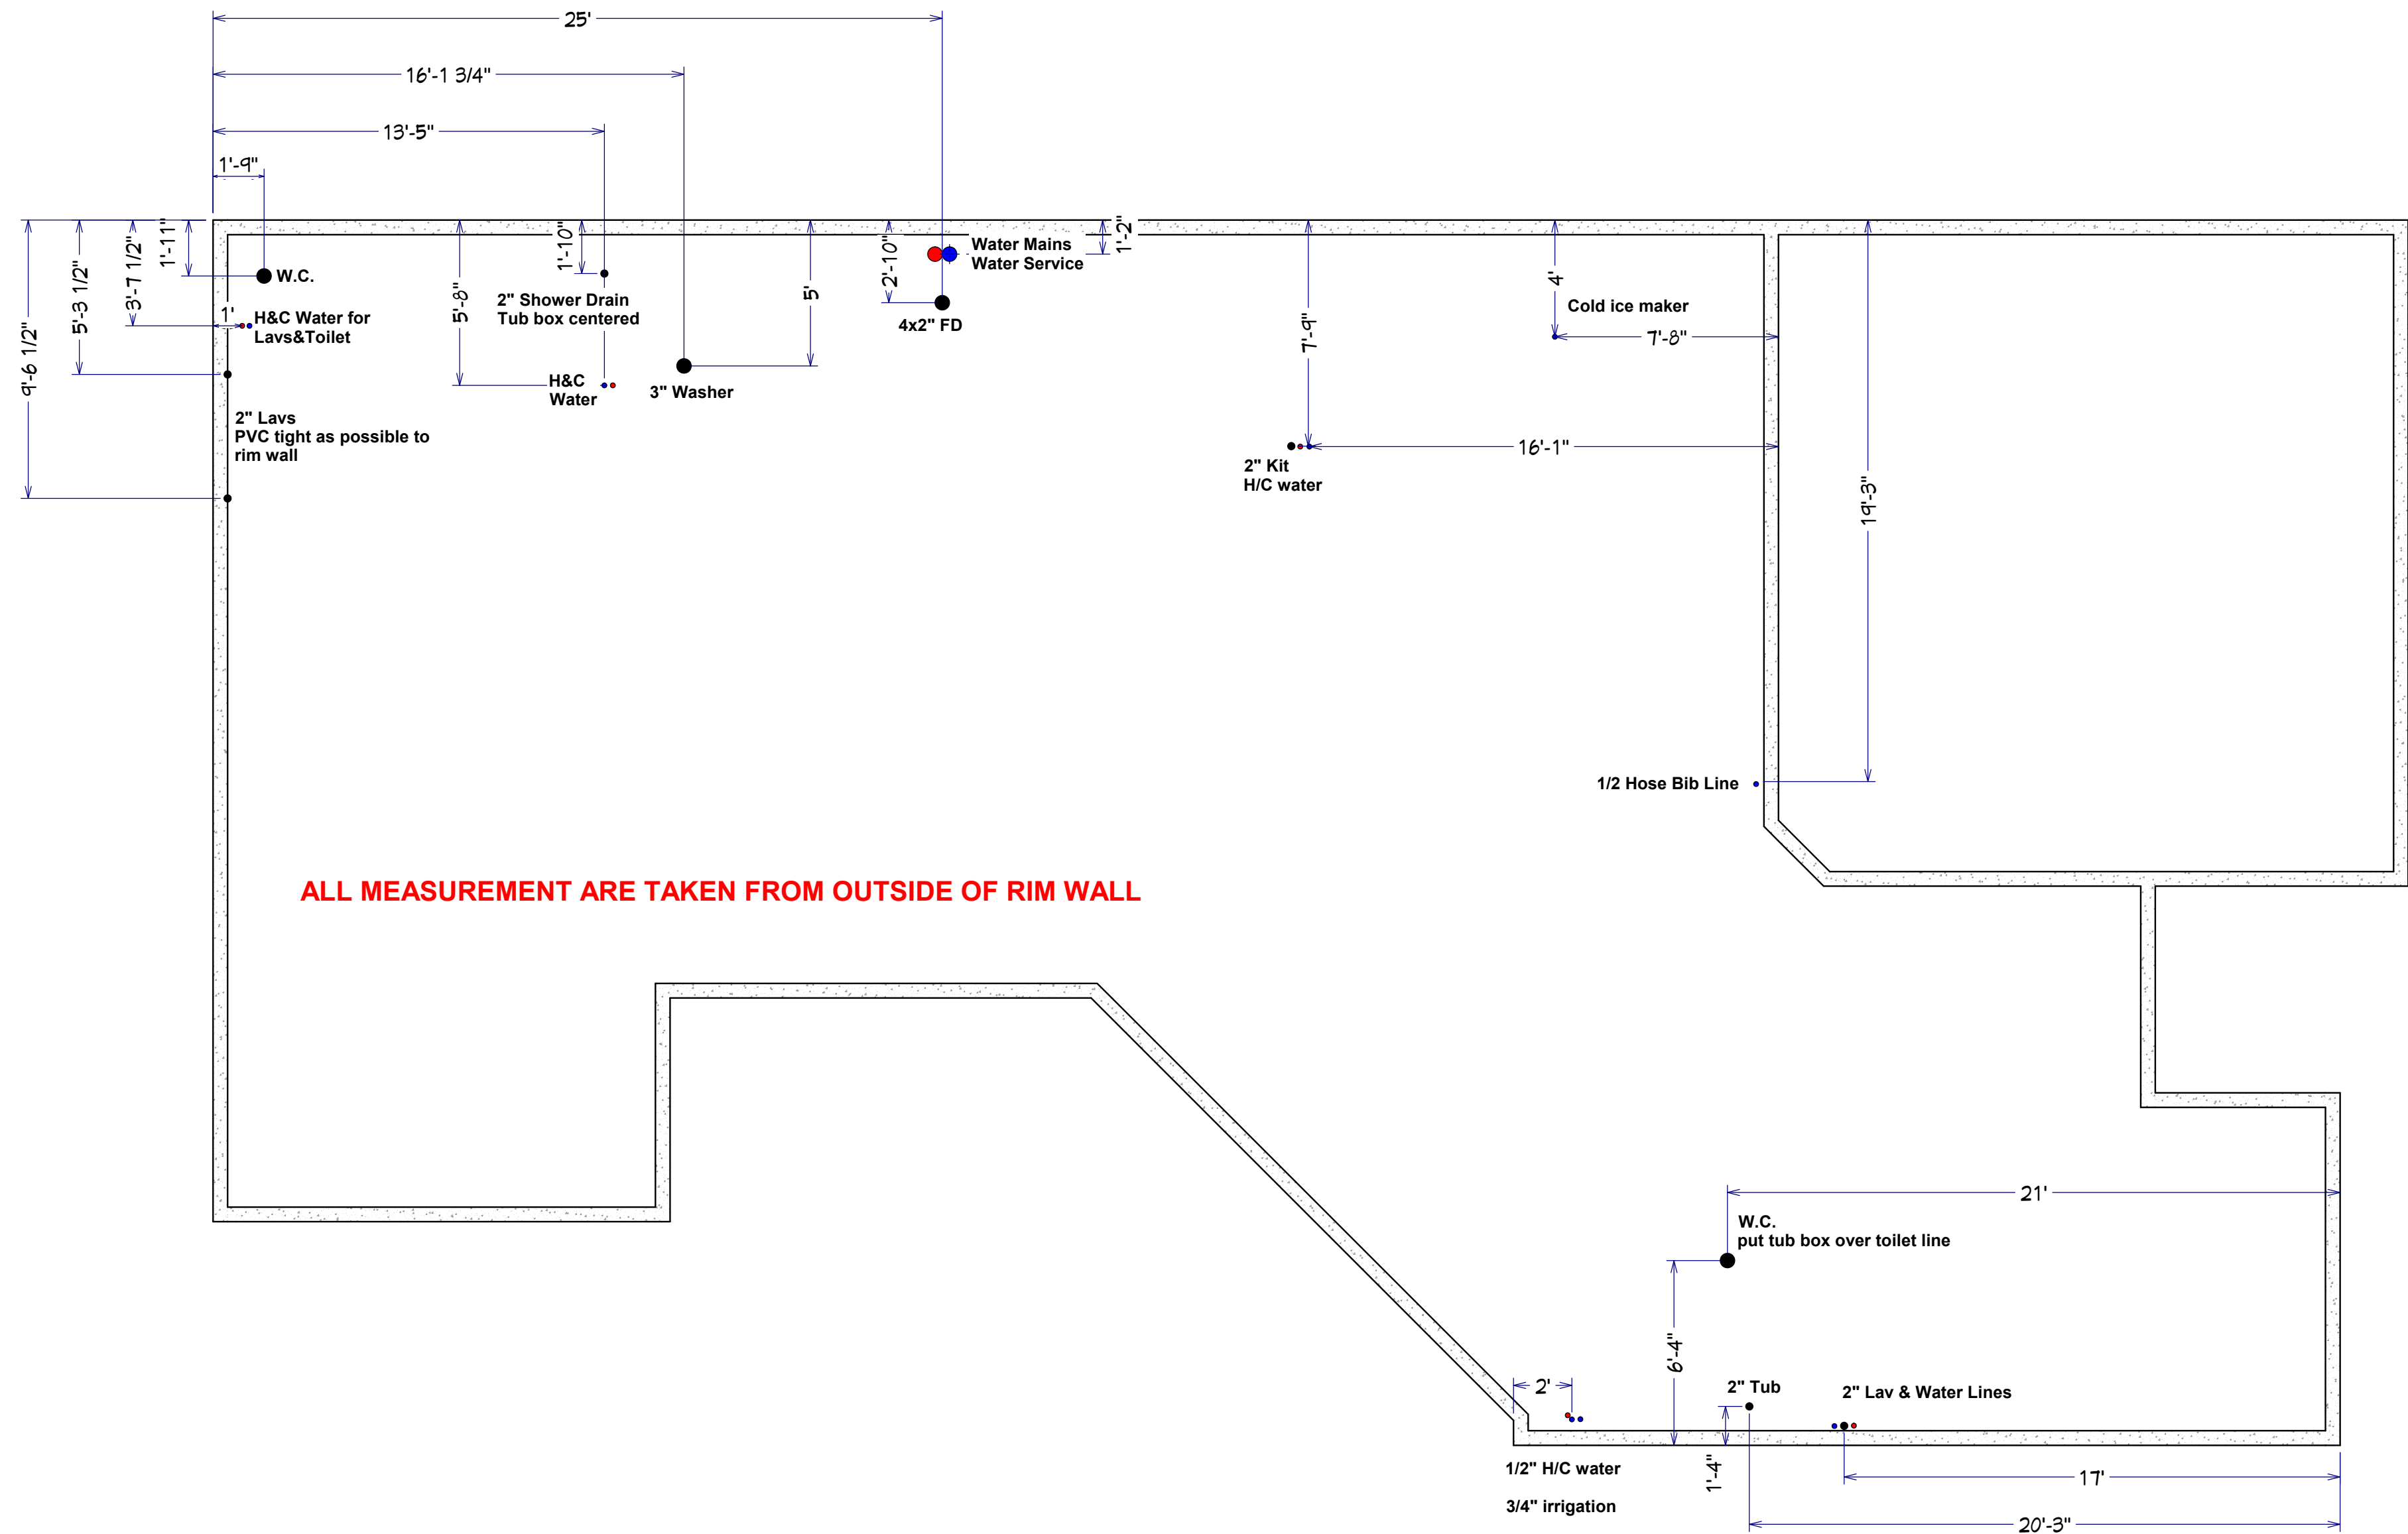 25'
16'-1 3/4"
13'-5"
1'-9"
9'-6 1/2"
5'-3 1/2"
3'-7 1/2"
1'-11"
W.C.
1'
H&C Water for
Lavs&Toilet
2" Lavs
PVC tight as possible to
rim wall
5'-8"
1'-10"
2" Shower Drain
Tub box centered
H&C
Water
3" Washer
5'
2'-10"
4x2" FD
Water Mains
Water Service
1'-2"
7'-9"
2" Kit
H/C water
16'-1"
4'
Cold ice maker
7'-8"
19'-3"
1/2 Hose Bib Line
ALL MEASUREMENT ARE TAKEN FROM OUTSIDE OF RIM WALL
21'
W.C.
put tub box over toilet line
6'-4"
2'
2" Tub
2" Lav & Water Lines
1/2" H/C water
3/4" irrigation
1'-4"
17'
20'-3"